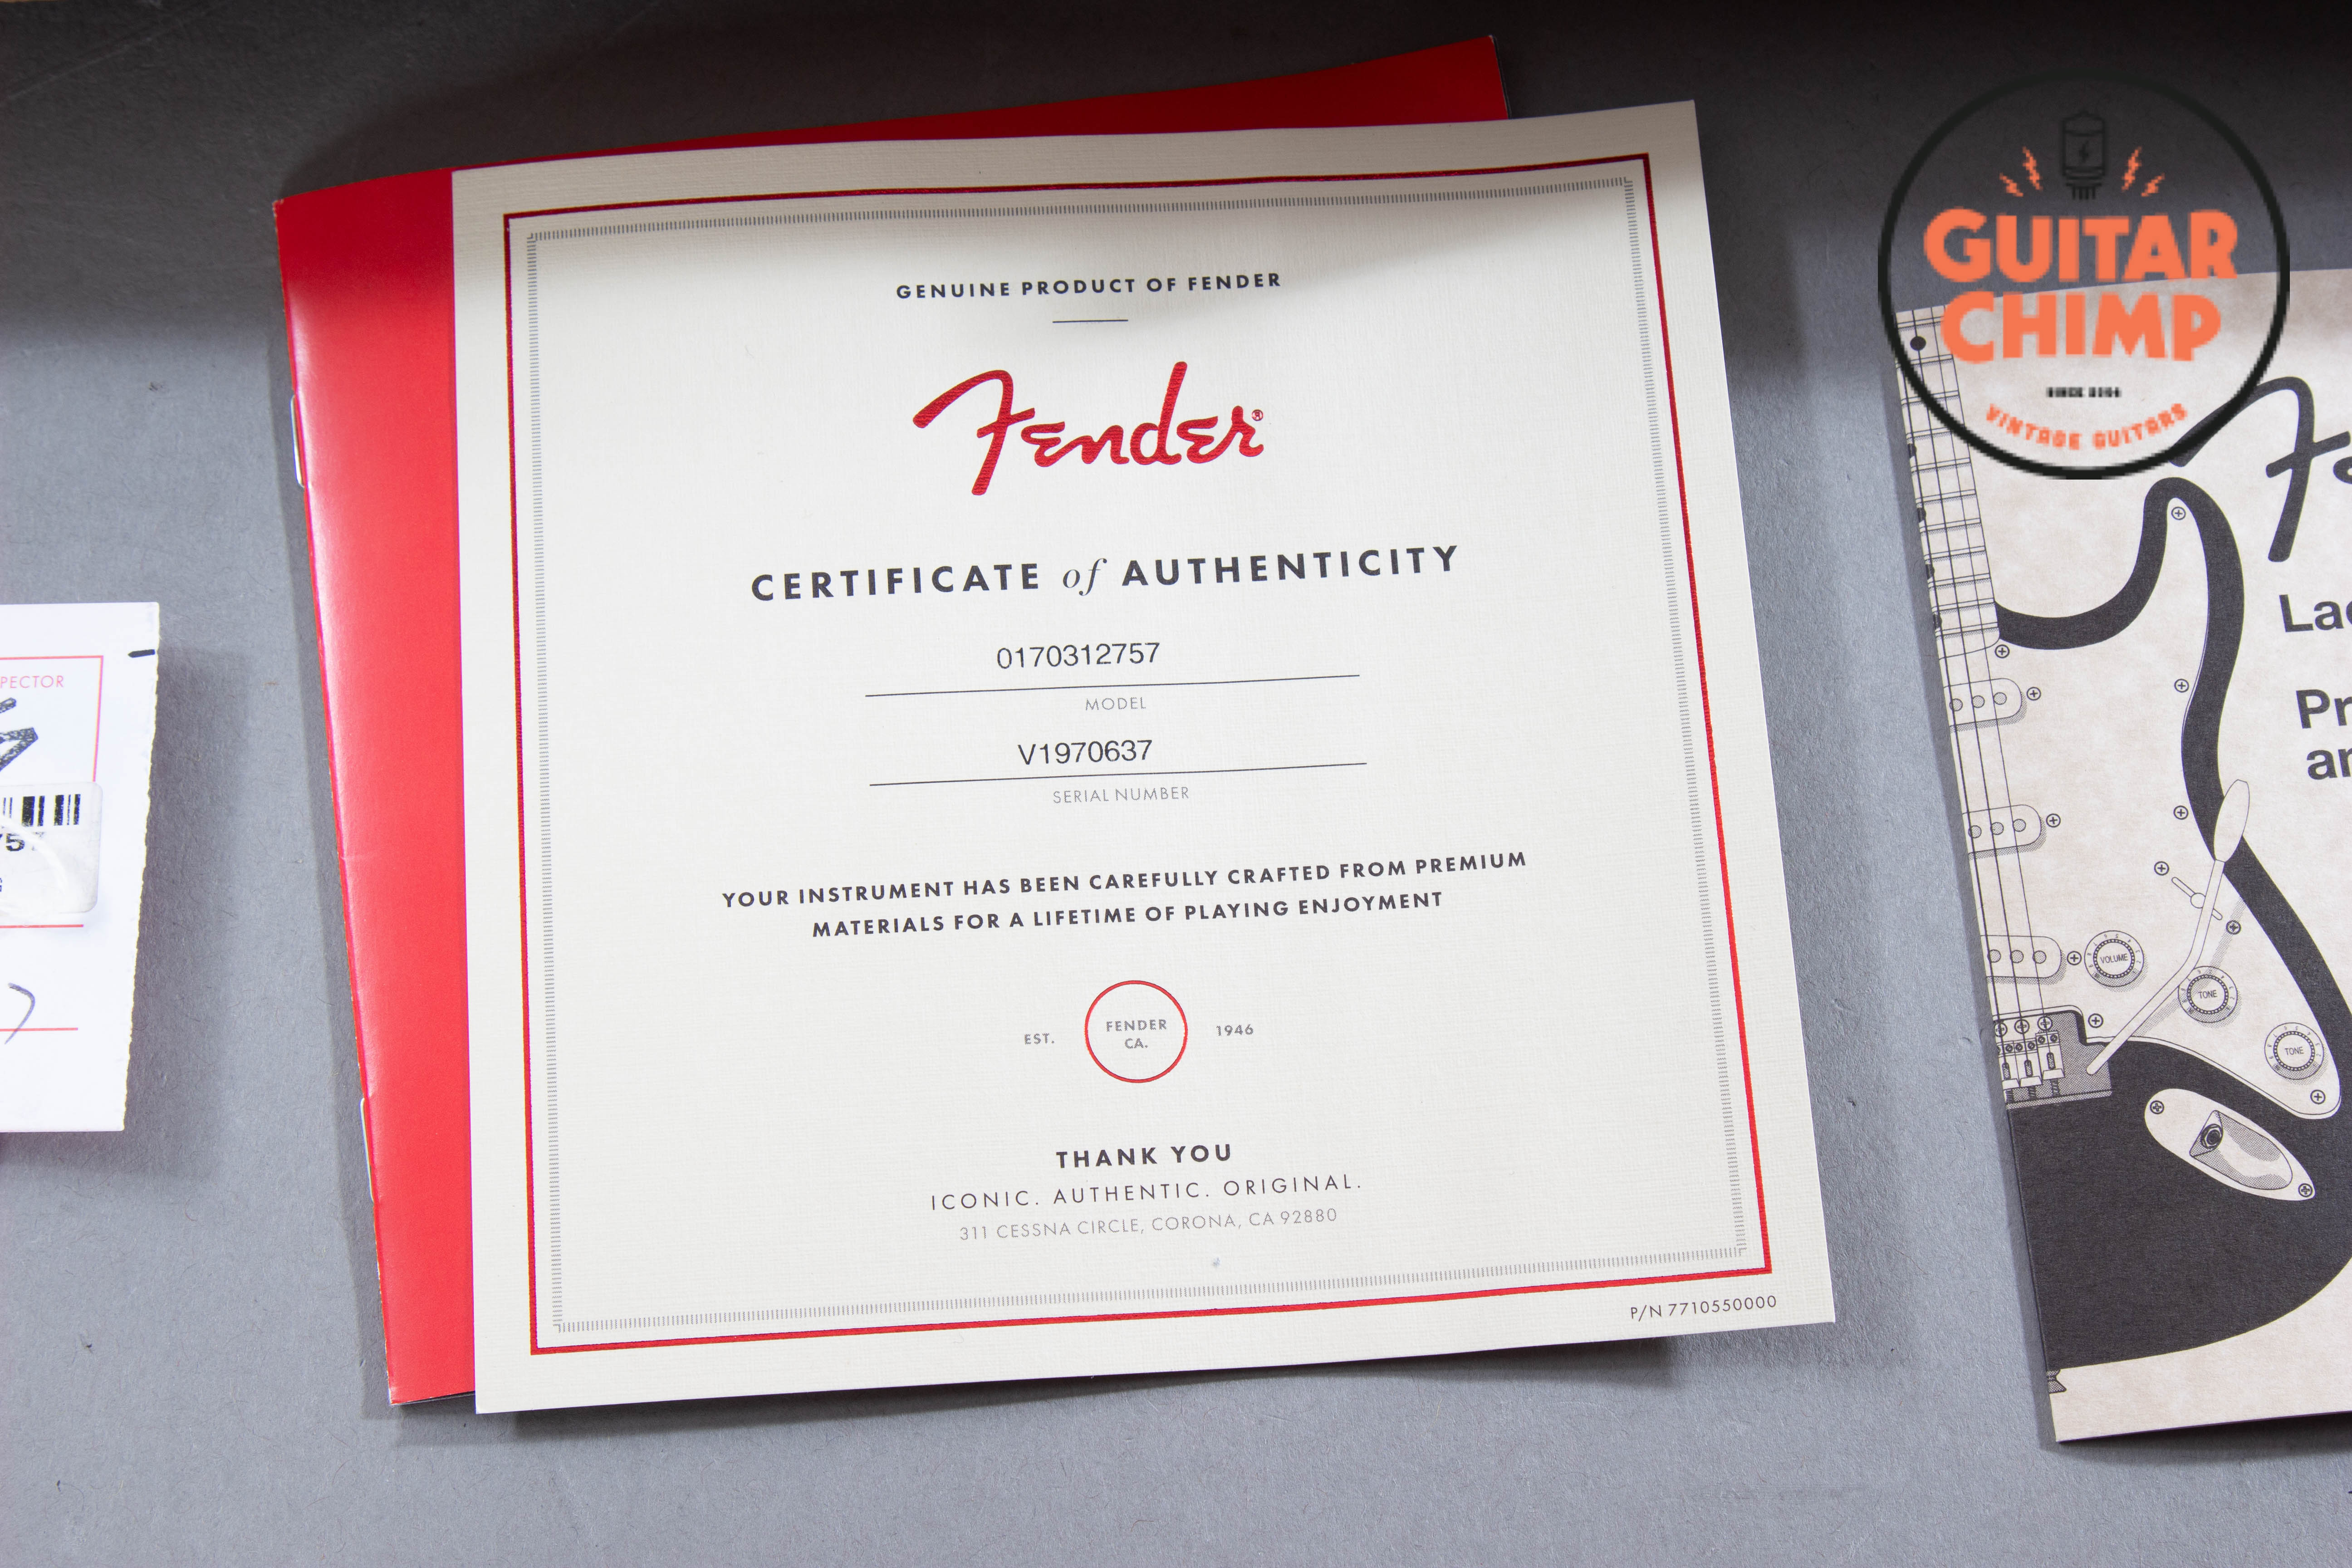 GENUINE PRODUCT OF FENDER
Fender®
CERTIFICATE of AUTHENTICITY
0170312757
MODEL
V1970637
SERIAL NUMBER
YOUR INSTRUMENT HAS BEEN CAREFULLY CRAFTED FROM PREMIUM
MATERIALS FOR A LIFETIME OF PLAYING ENJOYMENT
EST. FENDER CA. 1946
THANK YOU
ICONIC. AUTHENTIC. ORIGINAL.
311 CESSNA CIRCLE, CORONA, CA 92880
P/N 7710550000
GUITAR
CHIMP
VINTAGE GUITARS
VOLUME
TONE
TONE